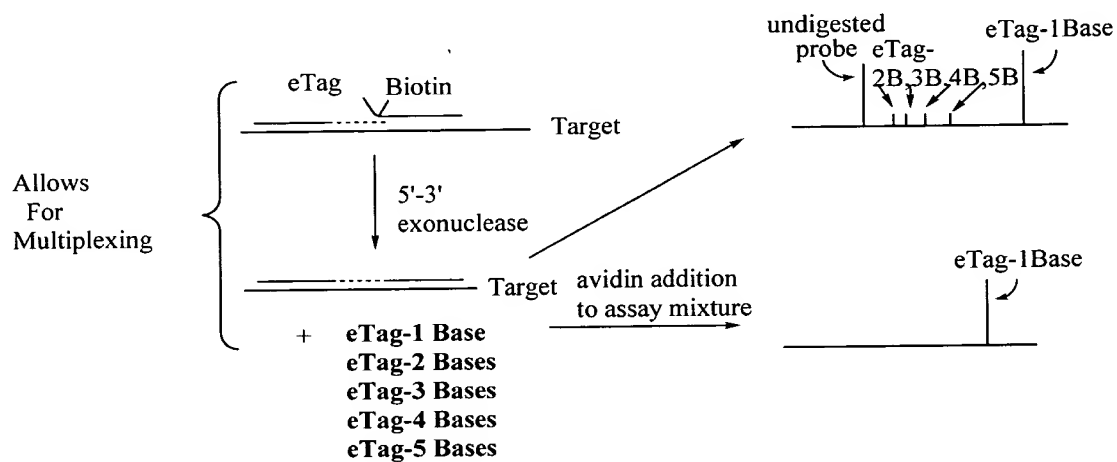 undigested
probe
eTag-
2B,3B,4B,5B
eTag-1Base
eTag
Biotin
Target
Allows
For
Multiplexing
5'-3'
exonuclease
Target
avidin addition
to assay mixture
eTag-1Base
+ eTag-1 Base
eTag-2 Bases
eTag-3 Bases
eTag-4 Bases
eTag-5 Bases